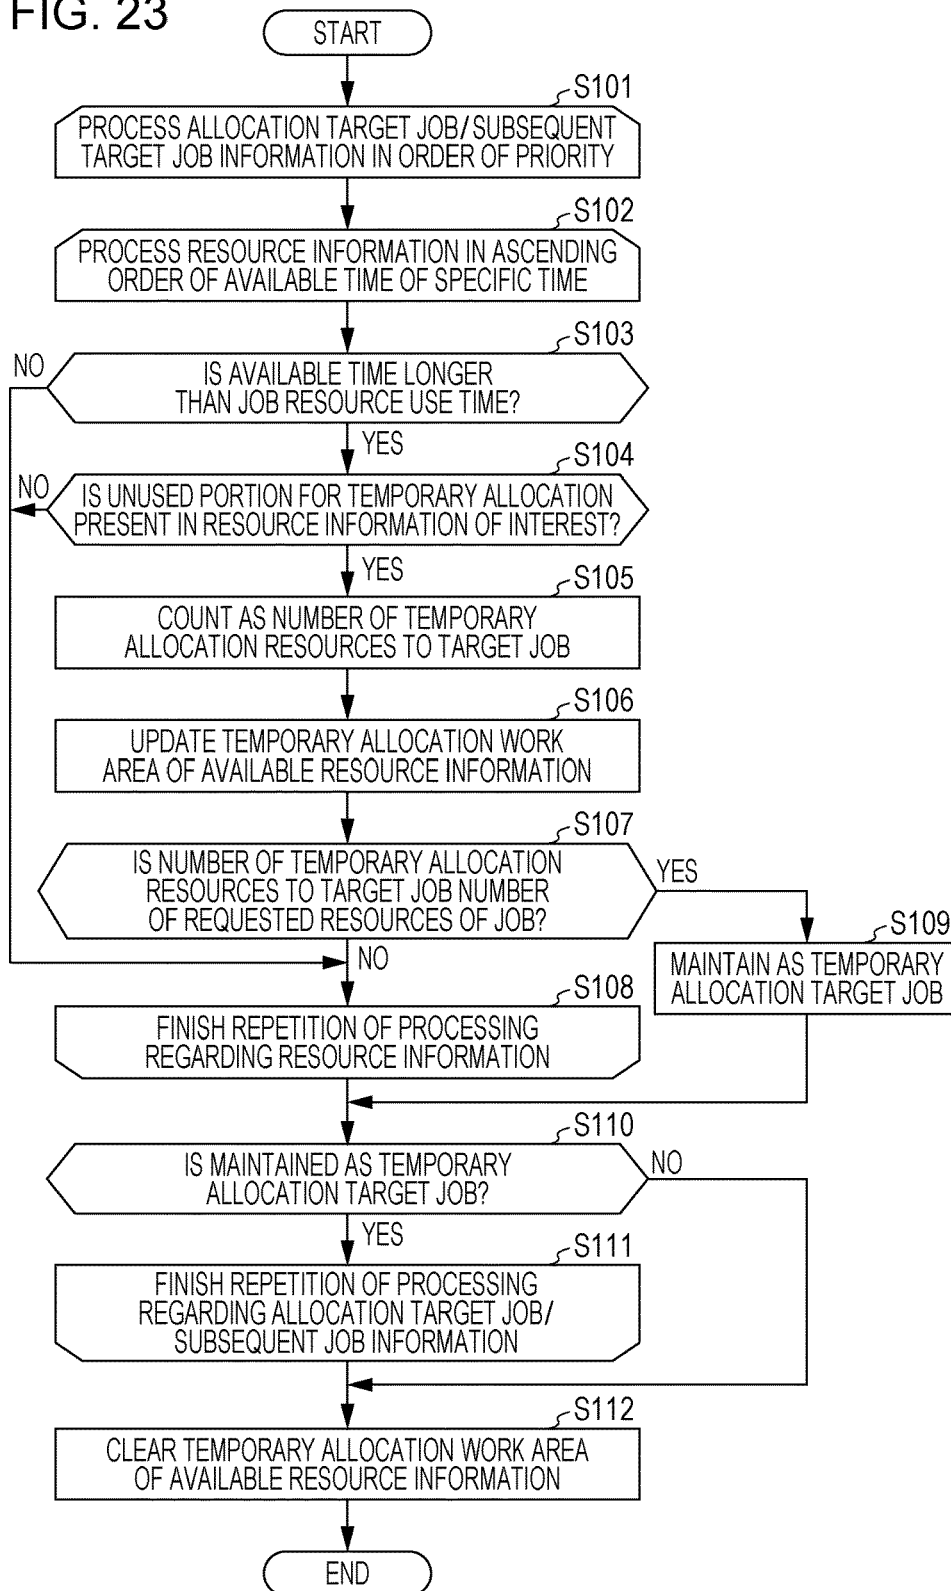 FIG. 23
START
S101
PROCESS ALLOCATION TARGET JOB/SUBSEQUENT
TARGET JOB INFORMATION IN ORDER OF PRIORITY
S102
PROCESS RESOURCE INFORMATION IN ASCENDING
ORDER OF AVAILABLE TIME OF SPECIFIC TIME
S103
NO
IS AVAILABLE TIME LONGER
THAN JOB RESOURCE USE TIME?
YES
S104
NO
IS UNUSED PORTION FOR TEMPORARY ALLOCATION
PRESENT IN RESOURCE INFORMATION OF INTEREST?
YES
S105
COUNT AS NUMBER OF TEMPORARY
ALLOCATION RESOURCES TO TARGET JOB
S106
UPDATE TEMPORARY ALLOCATION WORK
AREA OF AVAILABLE RESOURCE INFORMATION
S107
IS NUMBER OF TEMPORARY ALLOCATION
RESOURCES TO TARGET JOB NUMBER
OF REQUESTED RESOURCES OF JOB?
YES
S109
MAINTAIN AS TEMPORARY
ALLOCATION TARGET JOB
NO
S108
FINISH REPETITION OF PROCESSING
REGARDING RESOURCE INFORMATION
S110
IS MAINTAINED AS TEMPORARY
ALLOCATION TARGET JOB?
NO
YES
S111
FINISH REPETITION OF PROCESSING
REGARDING ALLOCATION TARGET JOB/
SUBSEQUENT JOB INFORMATION
S112
CLEAR TEMPORARY ALLOCATION WORK AREA
OF AVAILABLE RESOURCE INFORMATION
END